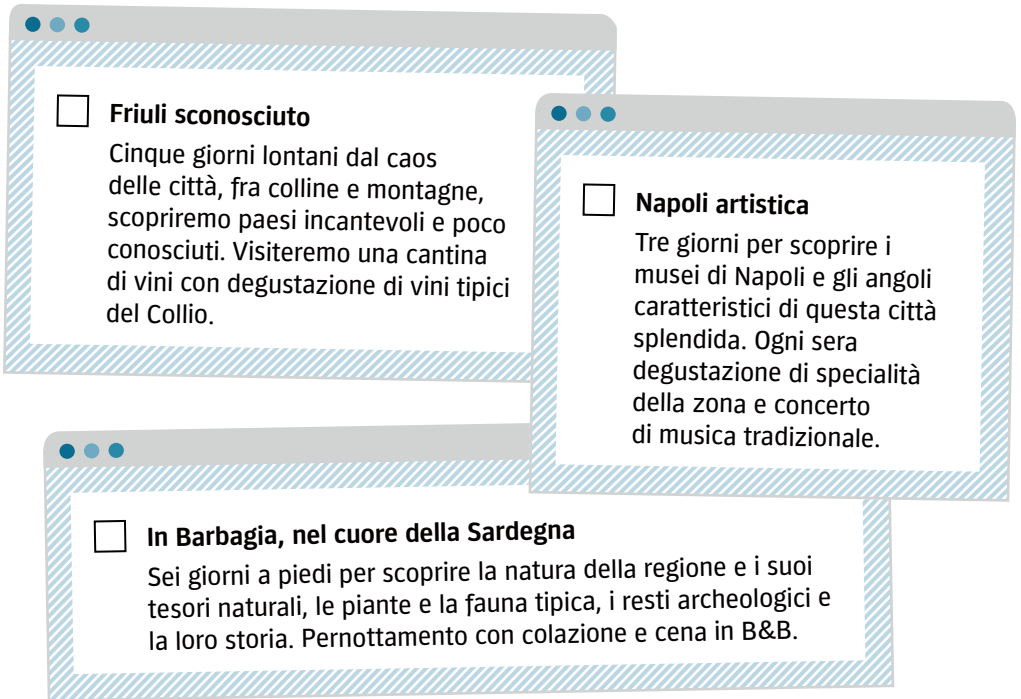 Friuli sconosciuto
Cinque giorni lontani dal caos
delle città, fra colline e montagne,
scopriremo paesi incantevoli e poco
conosciuti. Visiteremo una cantina
di vini con degustazione di vini tipici
del Collio.
Napoli artistica
Tre giorni per scoprire i
musei di Napoli e gli angoli
caratteristici di questa città
splendida. Ogni sera
degustazione di specialità
della zona e concerto
di musica tradizionale.
In Barbagia, nel cuore della Sardegna
Sei giorni a piedi per scoprire la natura della regione e i suoi
tesori naturali, le piante e la fauna tipica, i resti archeologici e
la loro storia. Pernottamento con colazione e cena in B&B.